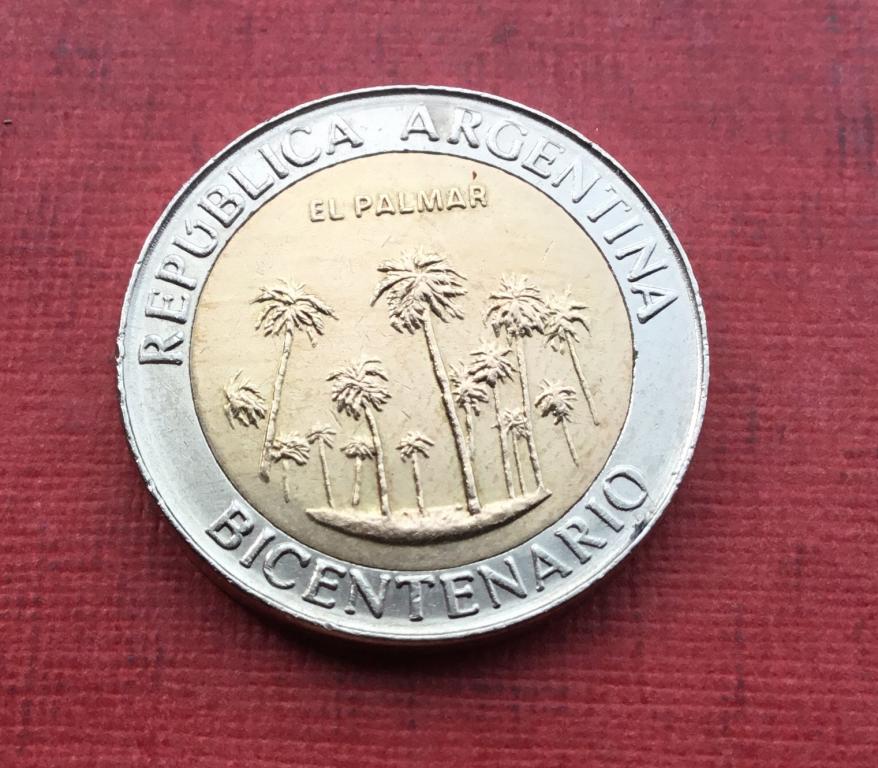 REPÚBLICA ARGENTINA
EL PALMAR
BICENTENARIO